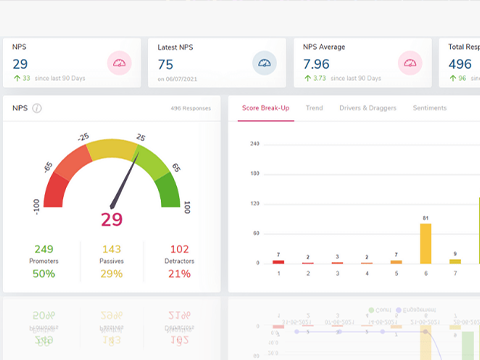 NPS
29
33 since last 90 Days
Latest NPS
75
on 06/07/2021
NPS Average
7.96
3.73 since last 90 Days
Total Resp
496
96 sin
NPS i
496 Responses
-100
-65
-25
25
65
100
29
249
Promoters
50%
143
Passives
29%
102
Detractors
21%
Score Break-Up
Trend
Drivers & Draggers
Sentiments
240
180
120
60
0
7
2
3
2
7
81
9
1
2
3
4
5
6
7